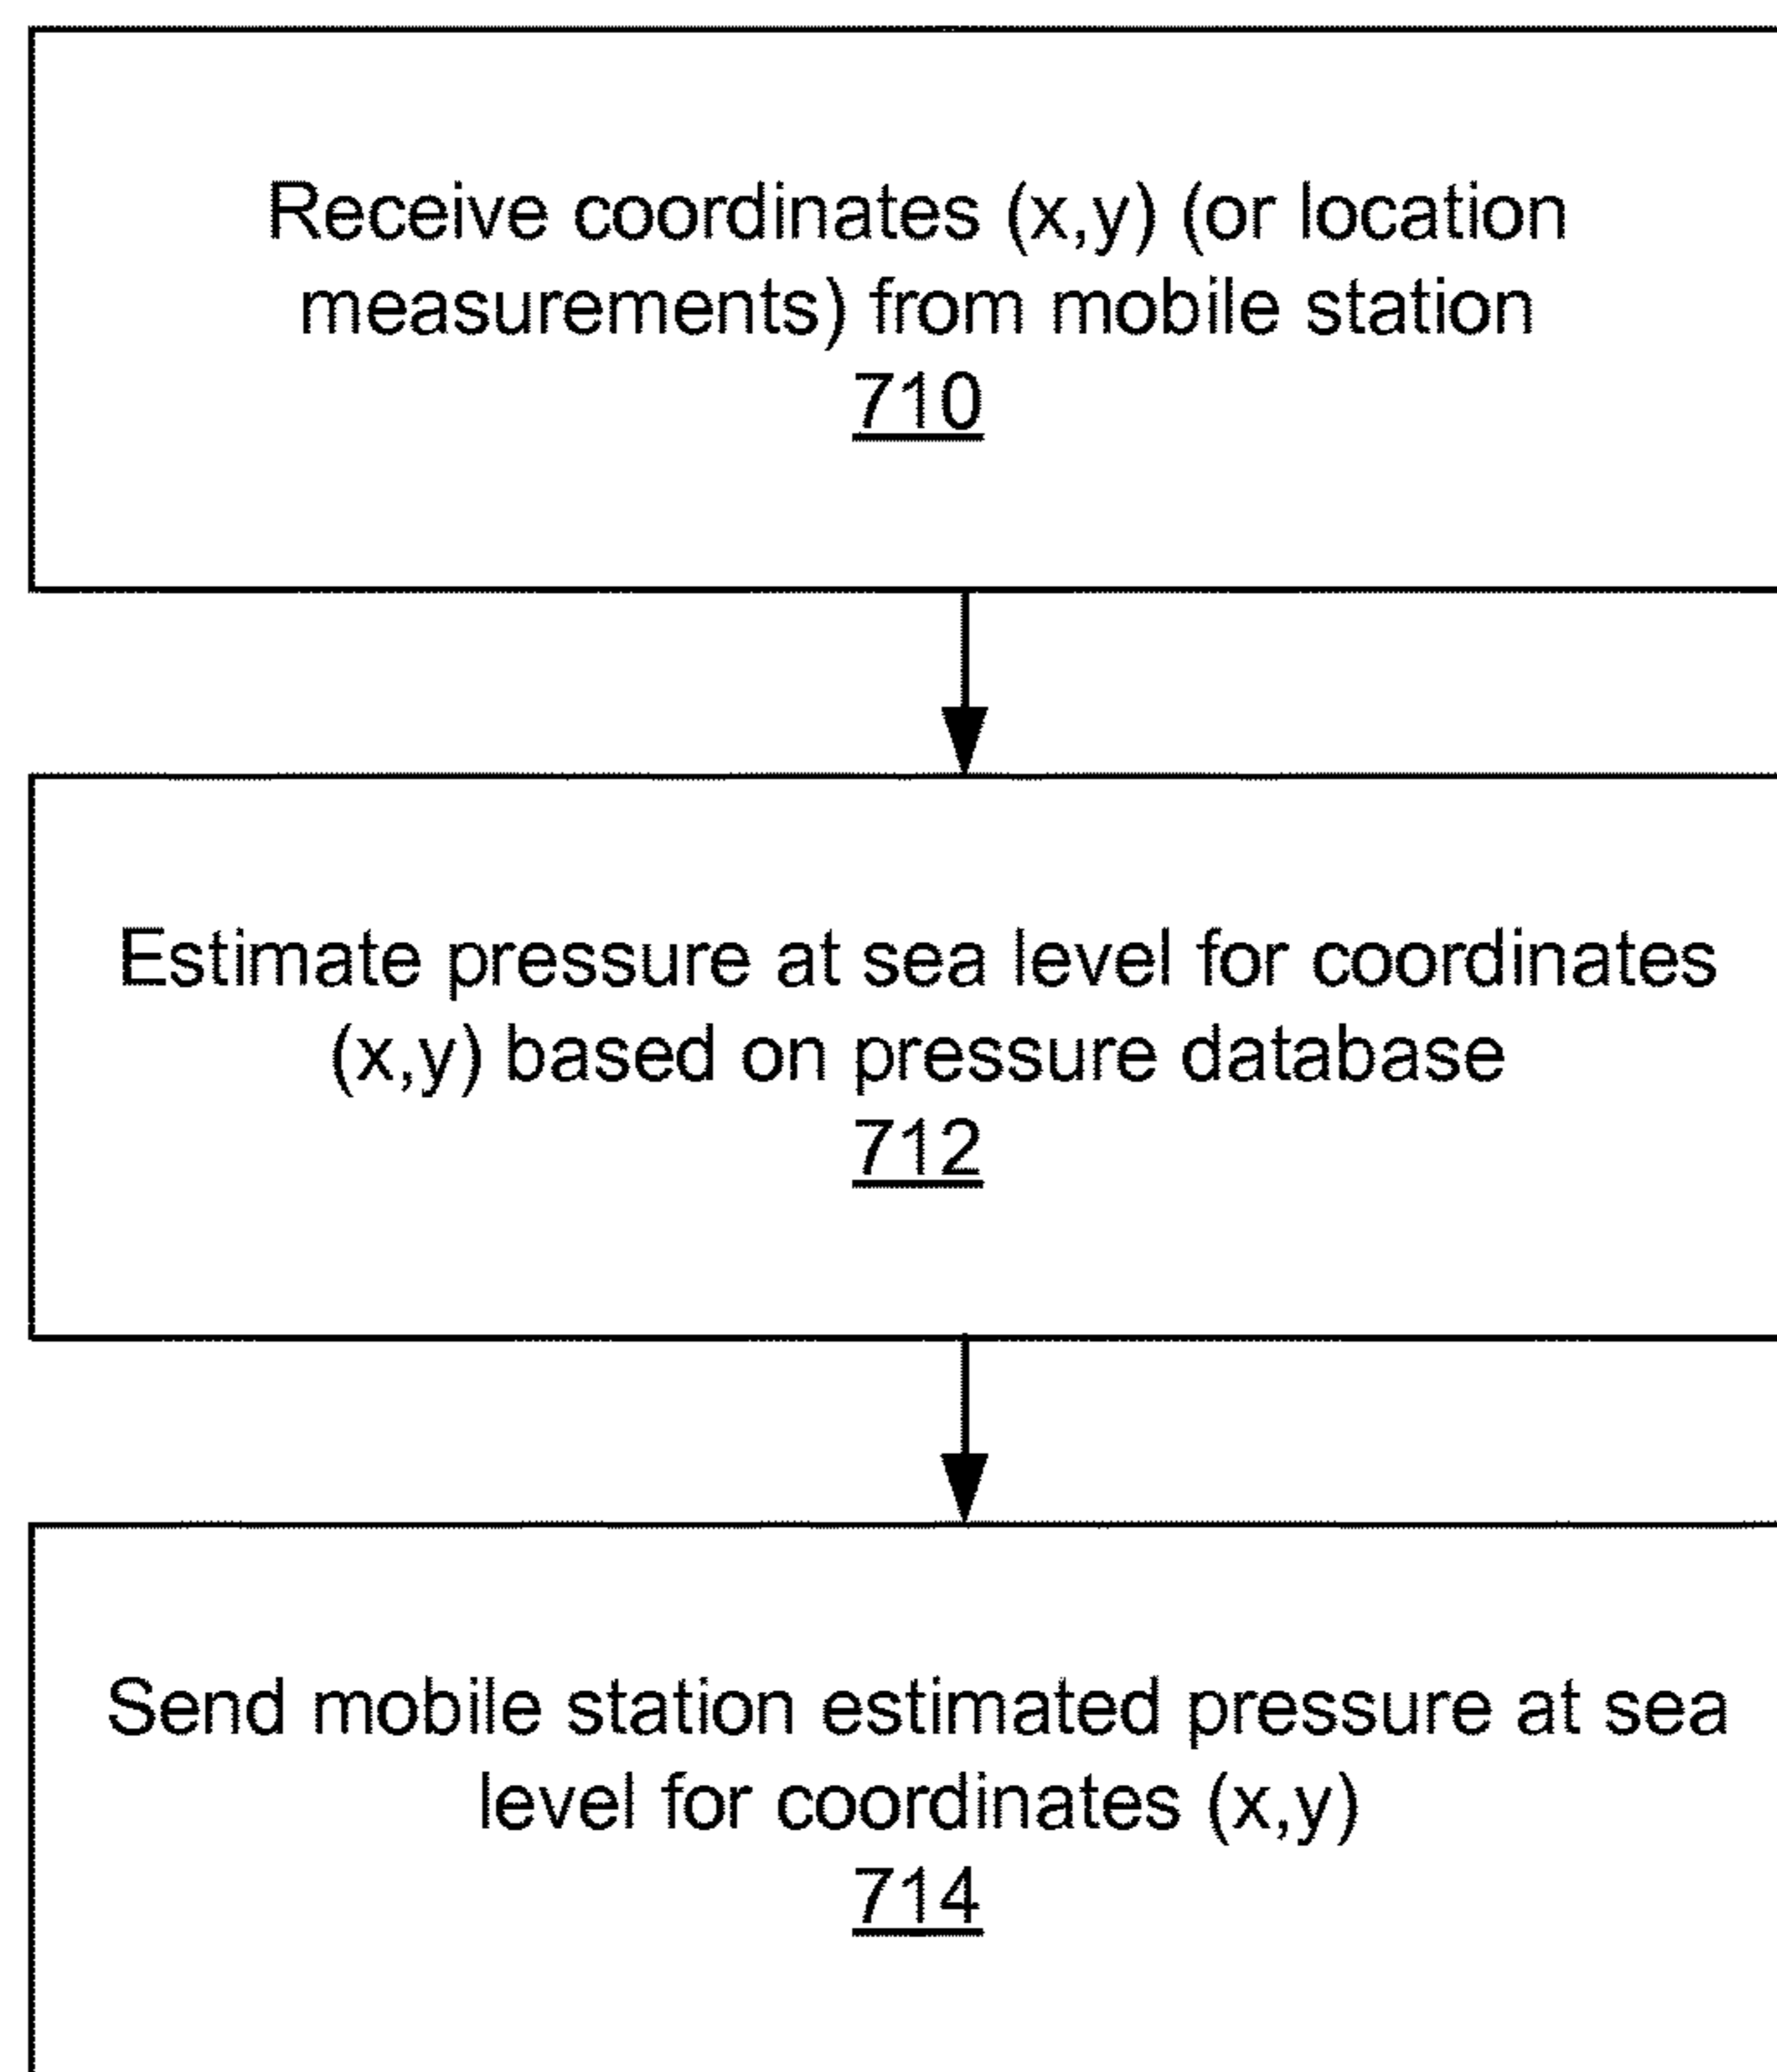 Receive coordinates (x,y) (or location
measurements) from mobile station
710
Estimate pressure at sea level for coordinates
(x,y) based on pressure database
712
Send mobile station estimated pressure at sea
level for coordinates (x,y)
714